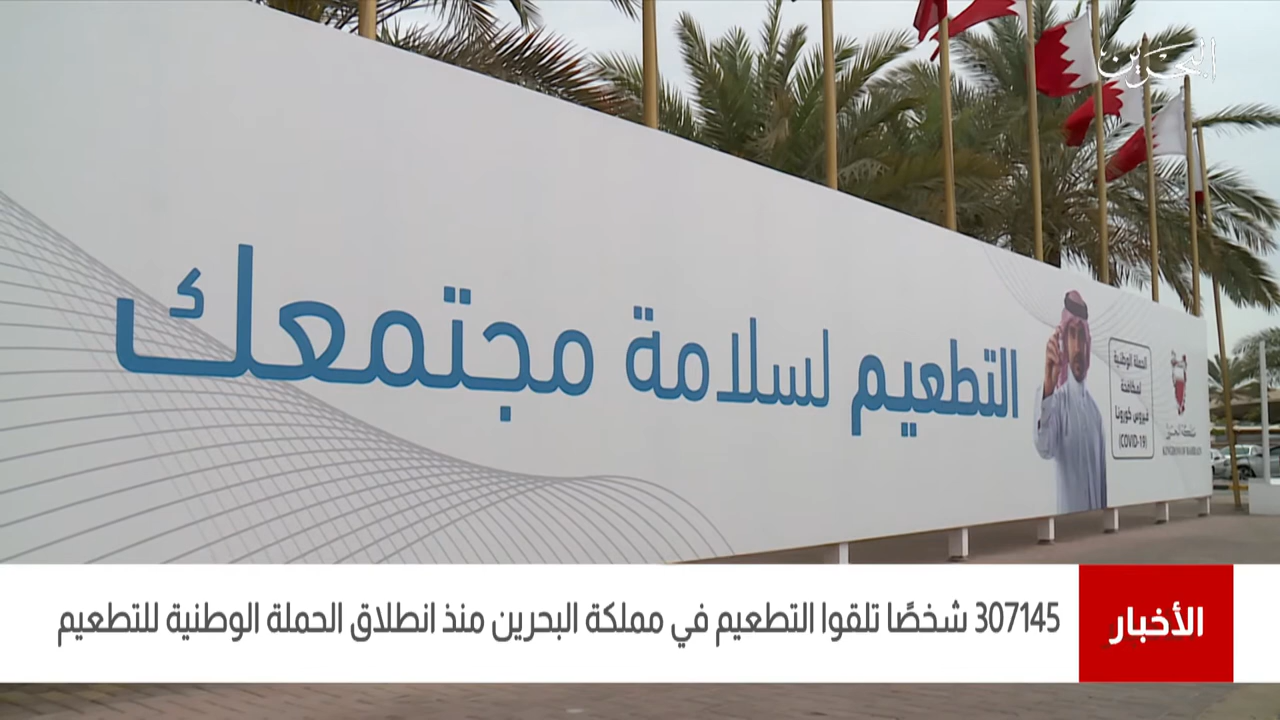 البحرين
التطعيم لسلامة مجتمعك
الحملة الوطنية
لمكافحة
فيروس كورونا
(COVID-19)
مملكة البحرين
KINGDOM OF BAHRAIN
الأخبار
307145 شخصًا تلقوا التطعيم في مملكة البحرين منذ انطلاق الحملة الوطنية للتطعيم